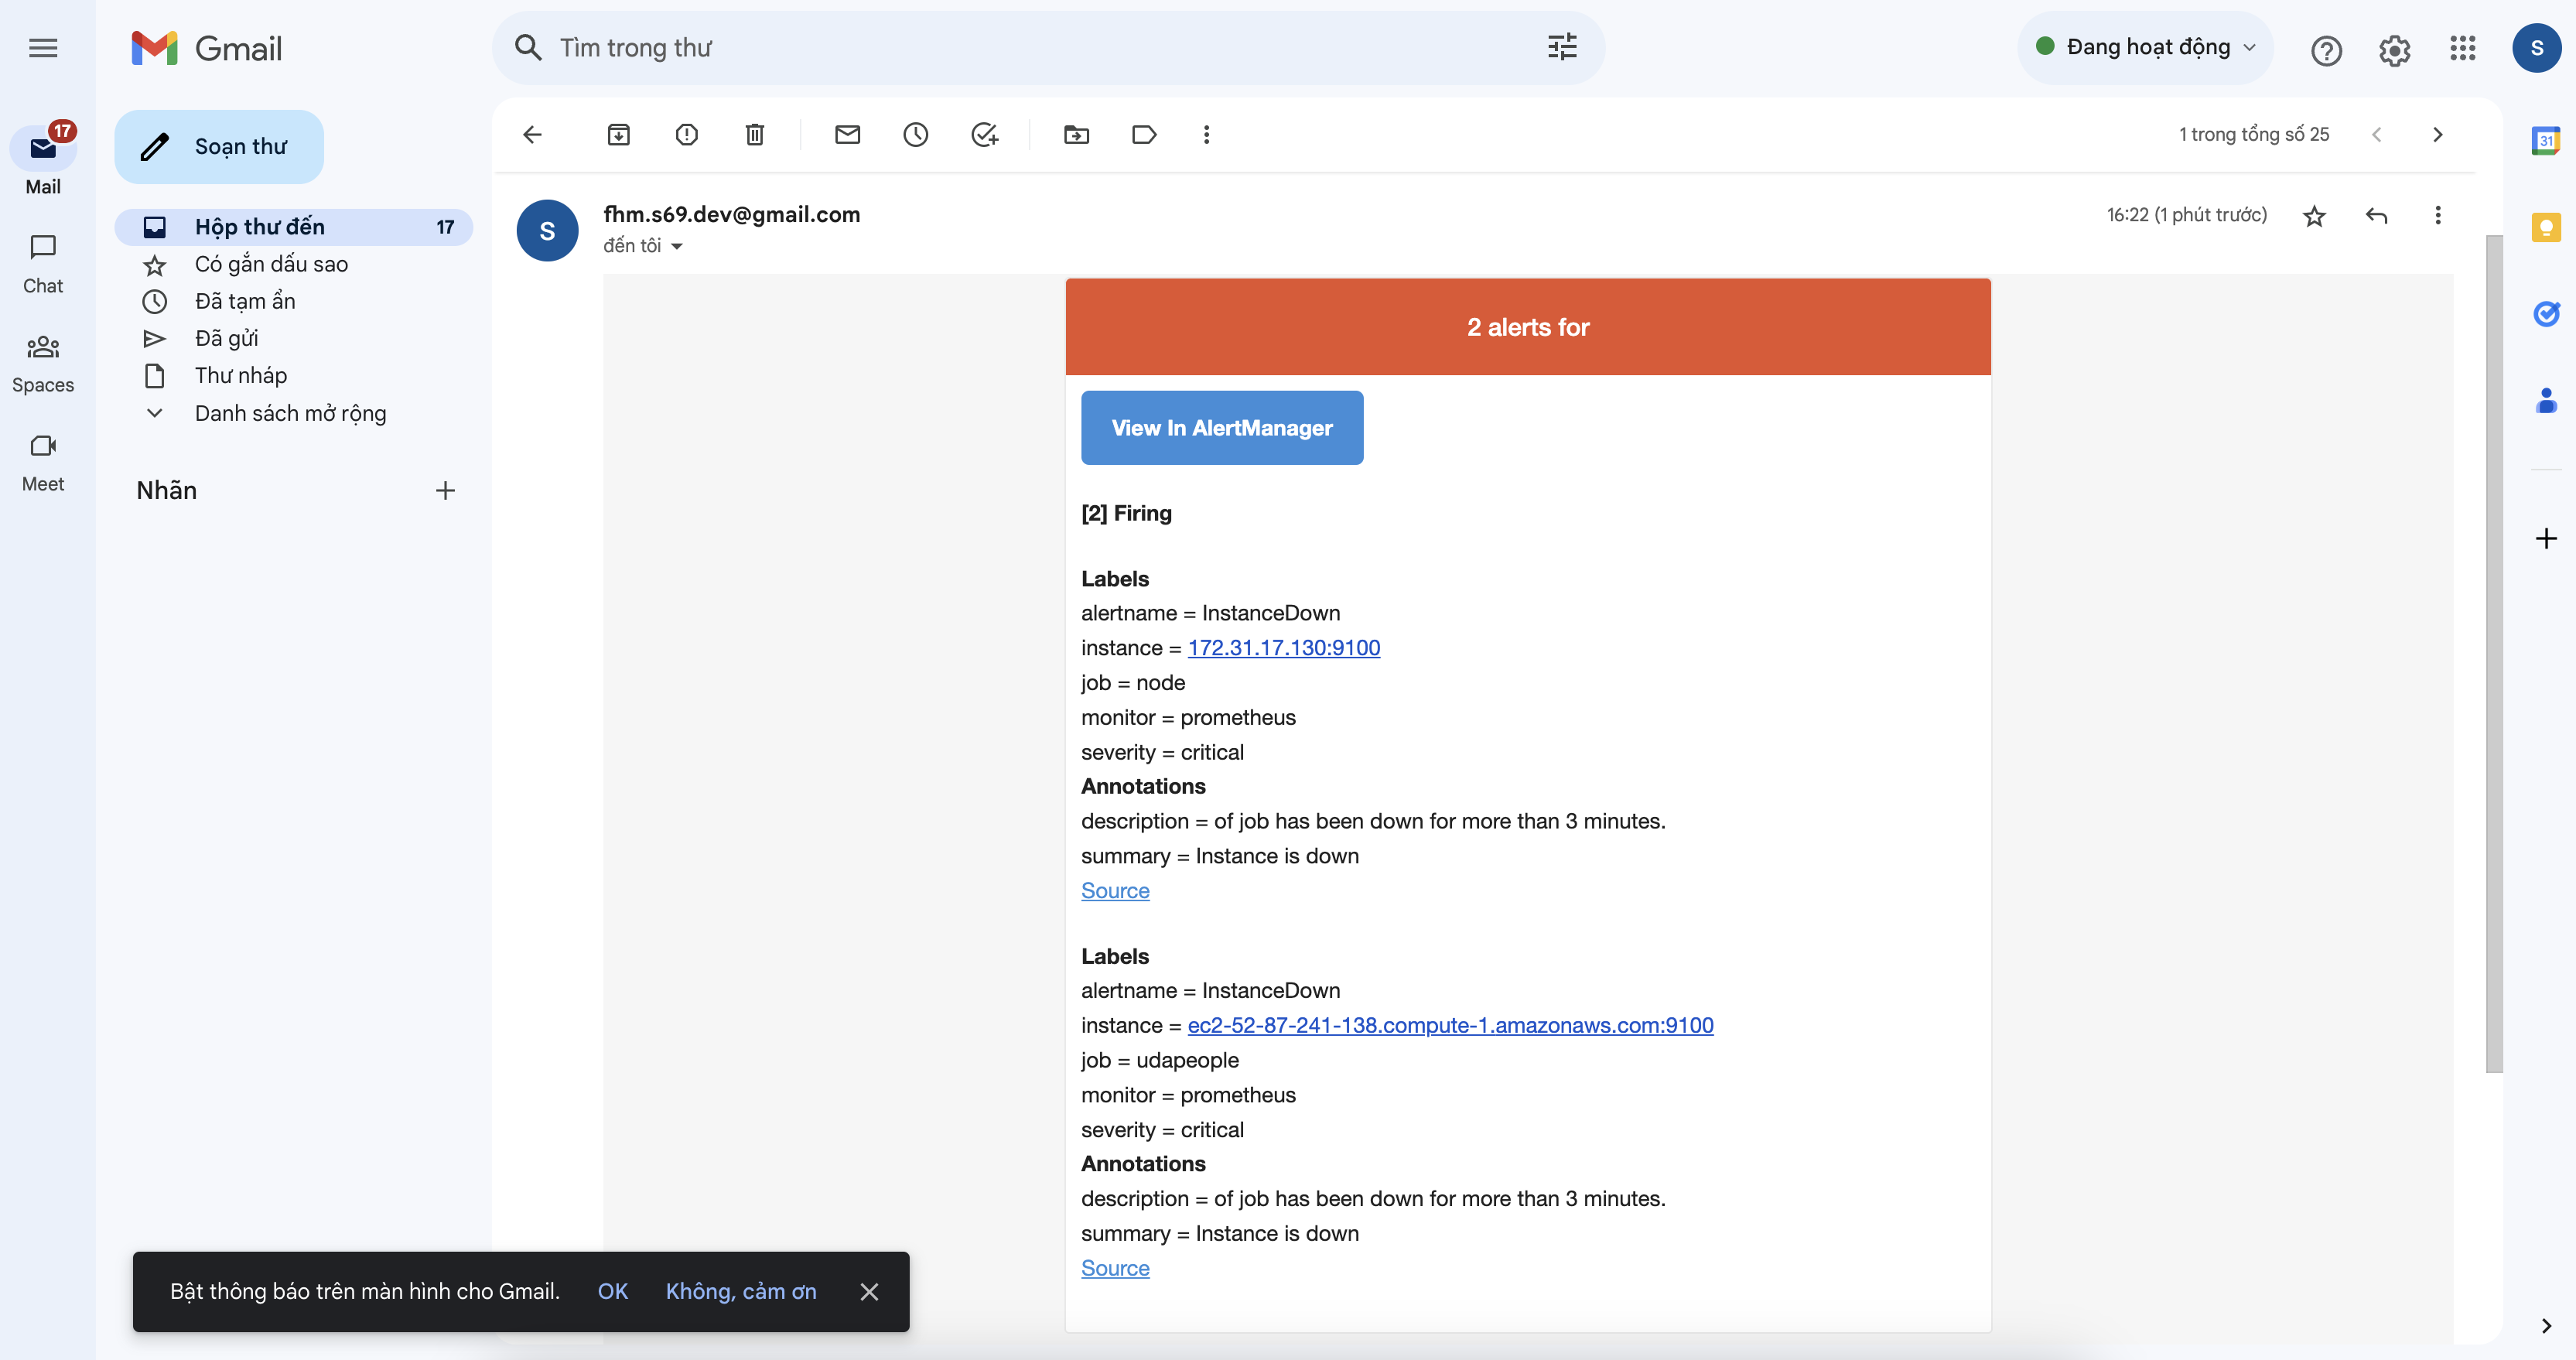 Gmail
Tìm trong thư
Đang hoạt động
S
17
Mail
Chat
Spaces
Meet
Soạn thư
Hộp thư đến 17
Có gắn dấu sao
Đã tạm ẩn
Đã gửi
Thư nháp
Danh sách mở rộng
Nhãn
1 trong tổng số 25
31
S
fhm.s69.dev@gmail.com
đến tôi
16:22 (1 phút trước)
2 alerts for
View In AlertManager
[2] Firing
Labels
alertname = InstanceDown
instance = 172.31.17.130:9100
job = node
monitor = prometheus
severity = critical
Annotations
description = of job has been down for more than 3 minutes.
summary = Instance is down
Source
Labels
alertname = InstanceDown
instance = ec2-52-87-241-138.compute-1.amazonaws.com:9100
job = udapeople
monitor = prometheus
severity = critical
Annotations
description = of job has been down for more than 3 minutes.
summary = Instance is down
Source
Bật thông báo trên màn hình cho Gmail. OK Không, cảm ơn